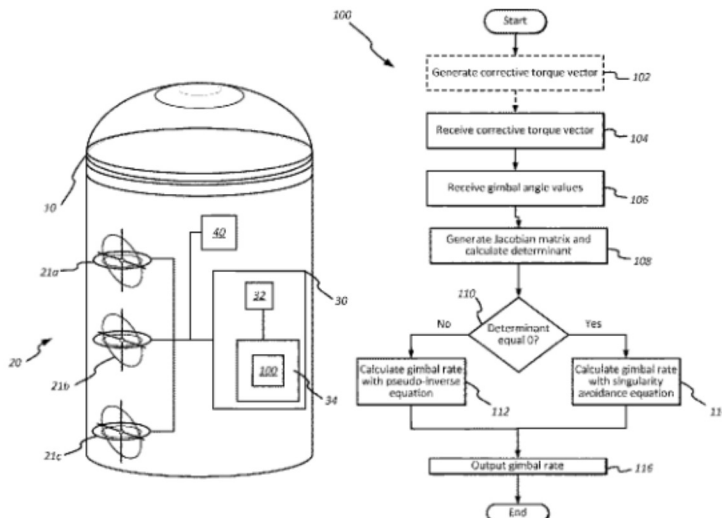 10
21a
20
21b
21c
40
32
30
100
34
100
Start
Generate corrective torque vector
102
Receive corrective torque vector
104
Receive gimbal angle values
106
Generate Jacobian matrix and
calculate determinant
108
110
No
Determinant
equal 0?
Yes
Calculate gimbal rate
with pseudo-inverse
equation
112
Calculate gimbal rate
with singularity
avoidance equation
11
Output gimbal rate
116
End